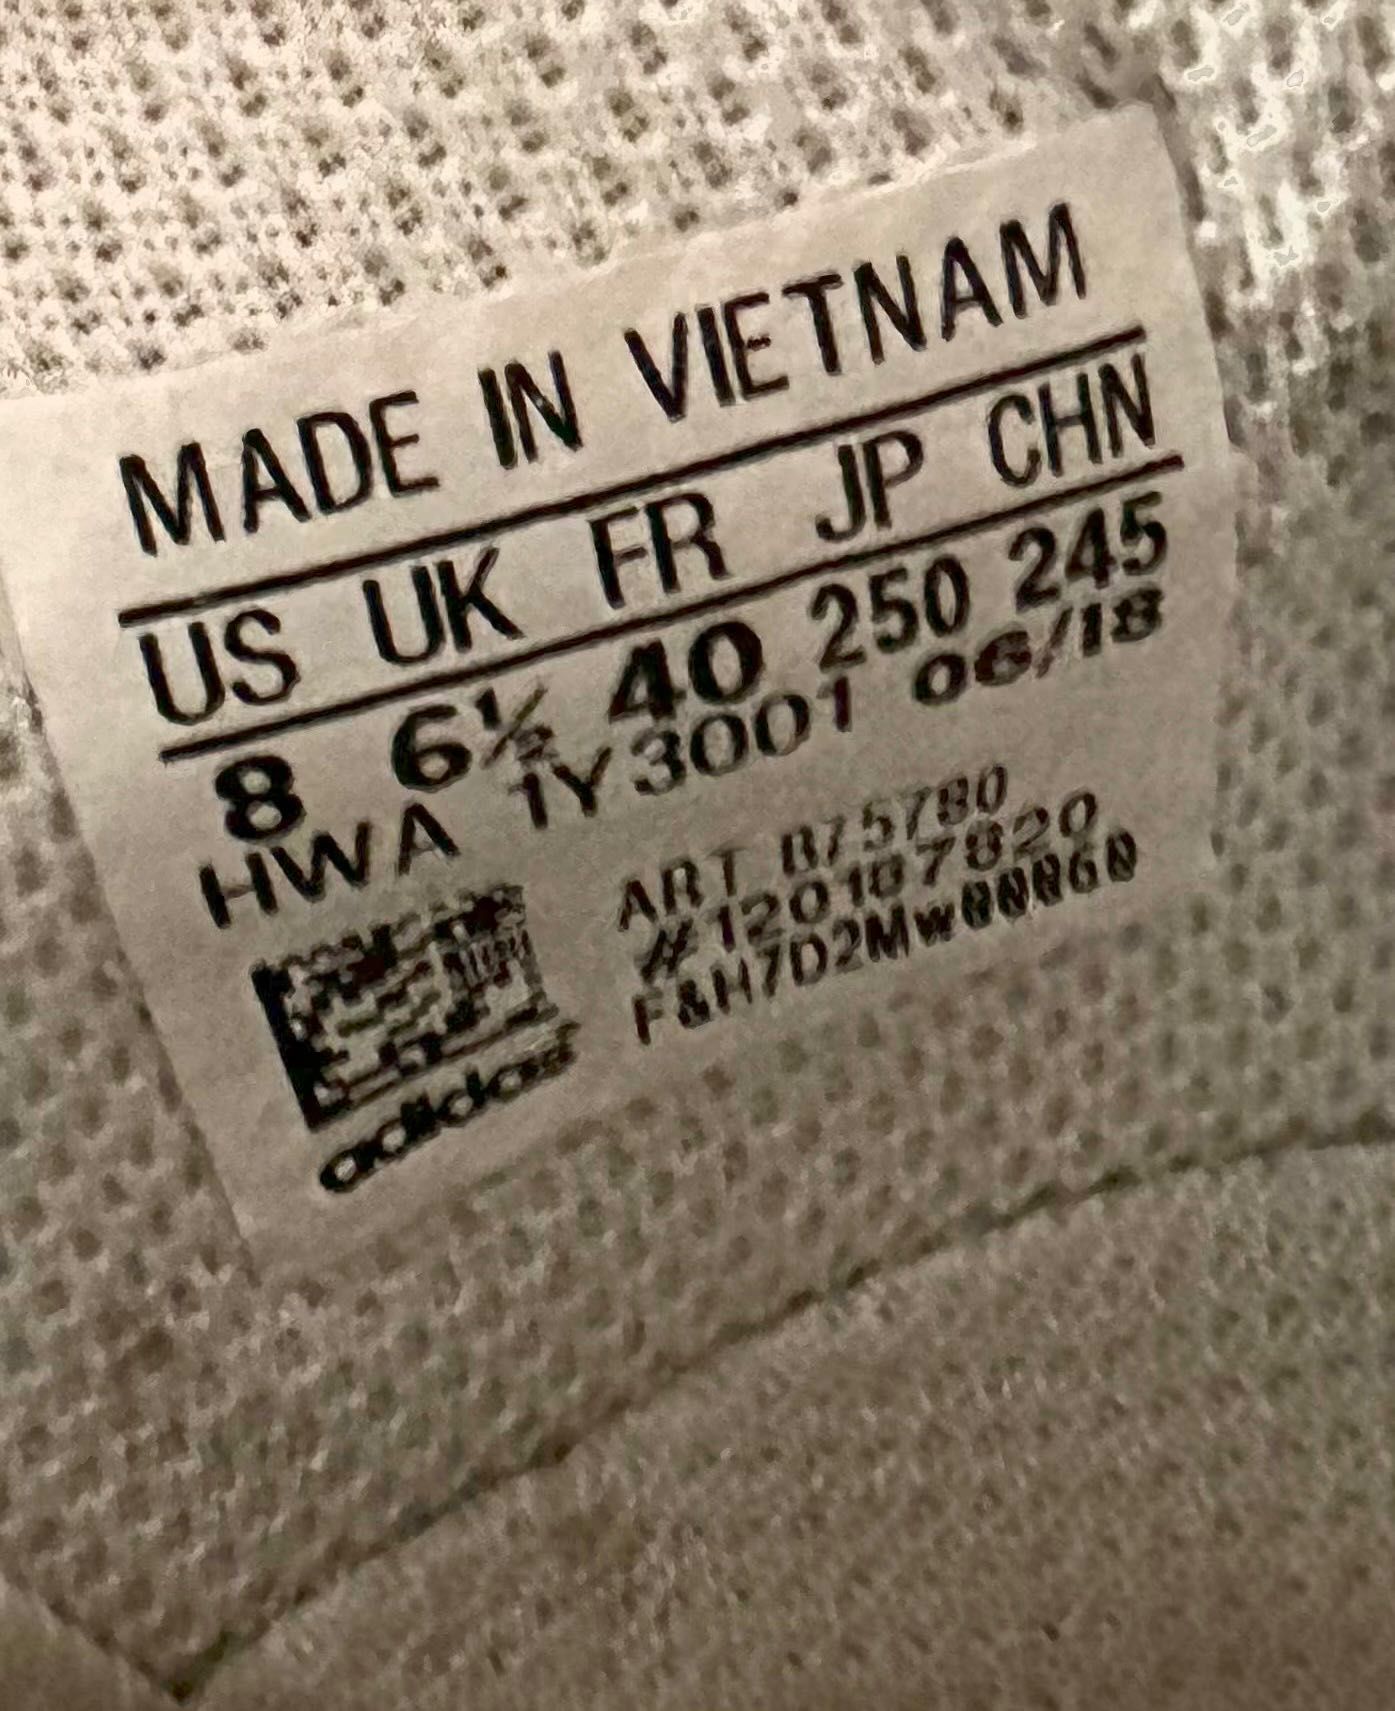 MADE IN VIETNAM
US UK FR JP CHN
8 6½ 40 250 245
HWA 1Y3001 06/18
ART B75780
#120187820
adidas